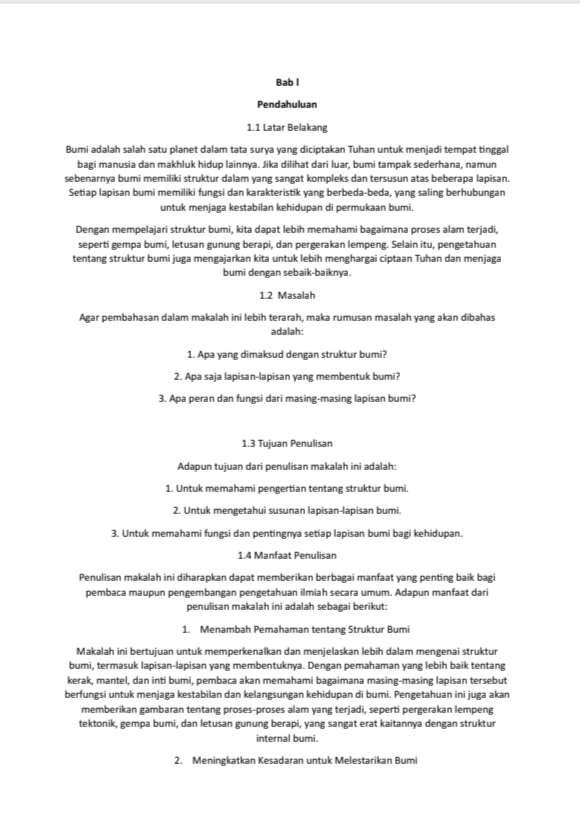 Bab I
Pendahuluan
1.1 Latar Belakang
Bumi adalah salah satu planet dalam tata surya yang diciptakan Tuhan untuk menjadi tempat tinggal
bagi manusia dan makhluk hidup lainnya. Jika dilihat dari luar, bumi tampak sederhana, namun
sebenarnya bumi memiliki struktur dalam yang sangat kompleks dan tersusun atas beberapa lapisan.
Setiap lapisan bumi memiliki fungsi dan karakteristik yang berbeda-beda, yang saling berhubungan
untuk menjaga kestabilan kehidupan di permukaan bumi.
Dengan mempelajari struktur bumi, kita dapat lebih memahami bagaimana proses alam terjadi,
seperti gempa bumi, letusan gunung berapi, dan pergerakan lempeng. Selain itu, pengetahuan
tentang struktur bumi juga mengajarkan kita untuk lebih menghargai ciptaan Tuhan dan menjaga
bumi dengan sebaik-baiknya.
1.2 Masalah
Agar pembahasan dalam makalah ini lebih terarah, maka rumusan masalah yang akan dibahas
adalah:
1. Apa yang dimaksud dengan struktur bumi?
2. Apa saja lapisan-lapisan yang membentuk bumi?
3. Apa peran dan fungsi dari masing-masing lapisan bumi?
1.3 Tujuan Penulisan
Adapun tujuan dari penulisan makalah ini adalah:
1. Untuk memahami pengertian tentang struktur bumi.
2. Untuk mengetahui susunan lapisan-lapisan bumi.
3. Untuk memahami fungsi dan pentingnya setiap lapisan bumi bagi kehidupan.
1.4 Manfaat Penulisan
Penulisan makalah ini diharapkan dapat memberikan berbagai manfaat yang penting baik bagi
pembaca maupun pengembangan pengetahuan ilmiah secara umum. Adapun manfaat dari
penulisan makalah ini adalah sebagai berikut:
1. Menambah Pemahaman tentang Struktur Bumi
Makalah ini bertujuan untuk memperkenalkan dan menjelaskan lebih dalam mengenai struktur
bumi, termasuk lapisan-lapisan yang membentuknya. Dengan pemahaman yang lebih baik tentang
kerak, mantel, dan inti bumi, pembaca akan memahami bagaimana masing-masing lapisan tersebut
berfungsi untuk menjaga kestabilan dan kelangsungan kehidupan di bumi. Pengetahuan ini juga akan
memberikan gambaran tentang proses-proses alam yang terjadi, seperti pergerakan lempeng
tektonik, gempa bumi, dan letusan gunung berapi, yang sangat erat kaitannya dengan struktur
internal bumi.
2. Meningkatkan Kesadaran untuk Melestarikan Bumi